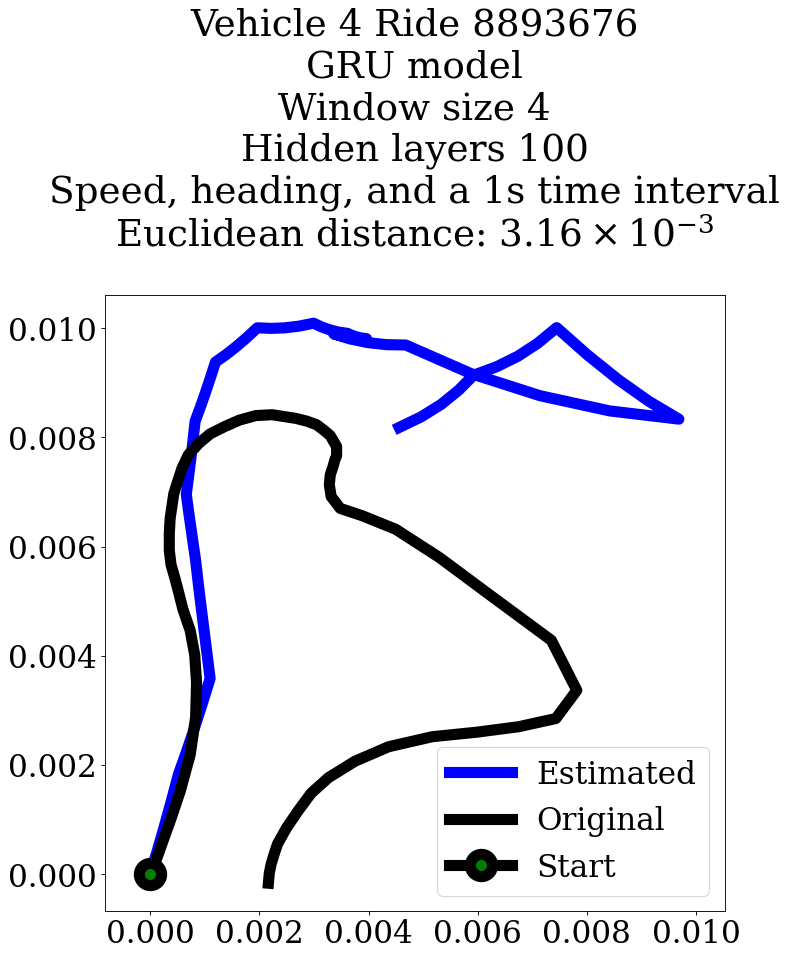 Vehicle 4 Ride 8893676
GRU model
Window size 4
Hidden layers 100
Speed, heading, and a 1s time interval
Euclidean distance: 3.16 × 10⁻³
0.010
0.008
0.006
0.004
0.002
0.000
Estimated
Original
Start
0.000 0.002 0.004 0.006 0.008 0.010